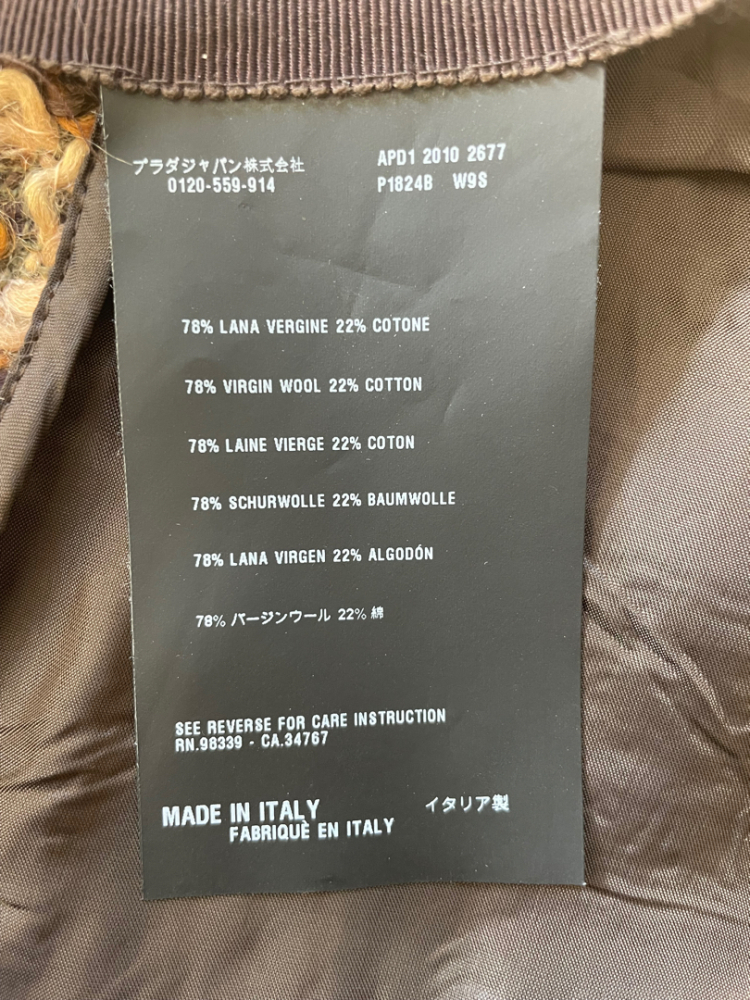 プラダジャパン株式会社
0120-559-914
APD1 2010 2677
P1824B W9S
78% LANA VERGINE 22% COTONE
78% VIRGIN WOOL 22% COTTON
78% LAINE VIERGE 22% COTON
78% SCHURWOLLE 22% BAUMWOLLE
78% LANA VIRGEN 22% ALGODÓN
78% バージンウール 22% 綿
SEE REVERSE FOR CARE INSTRUCTION
RN.98339 - CA.34767
MADE IN ITALY
FABRIQUÈ EN ITALY
イタリア製